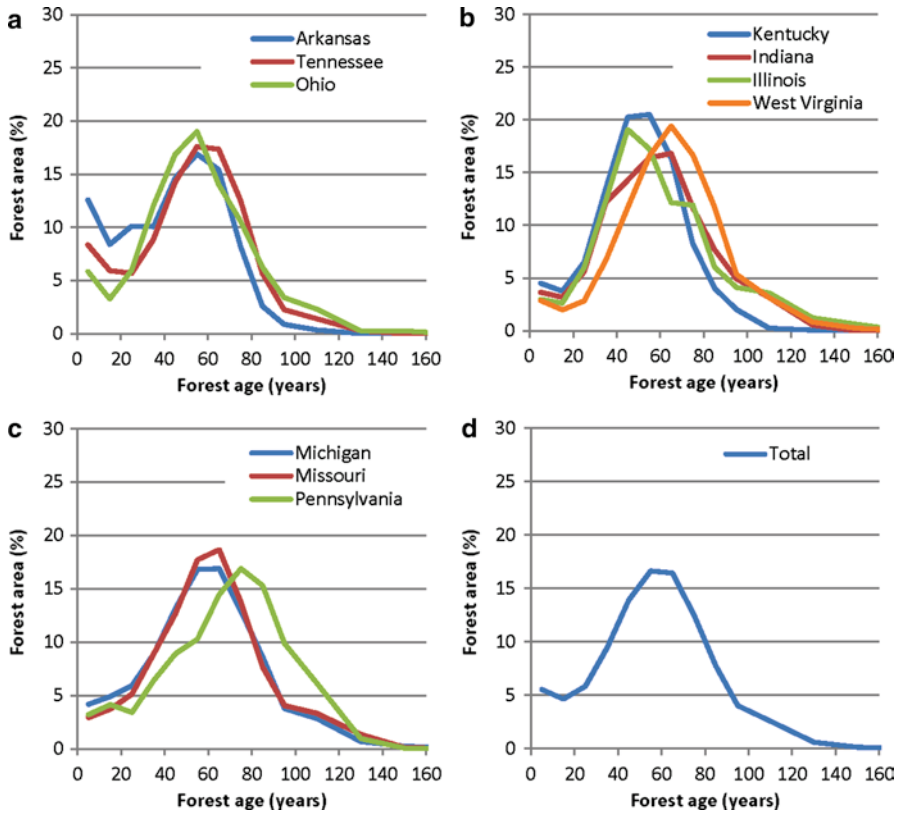 a
Arkansas
Tennessee
Ohio
30
25
20
15
10
5
0
Forest area (%)
0 20 40 60 80 100 120 140 160
Forest age (years)
b
Kentucky
Indiana
Illinois
West Virginia
30
25
20
15
10
5
0
Forest area (%)
0 20 40 60 80 100 120 140 160
Forest age (years)
c
Michigan
Missouri
Pennsylvania
30
25
20
15
10
5
0
Forest area (%)
0 20 40 60 80 100 120 140 160
Forest age (years)
d
Total
30
25
20
15
10
5
0
Forest area (%)
0 20 40 60 80 100 120 140 160
Forest age (years)